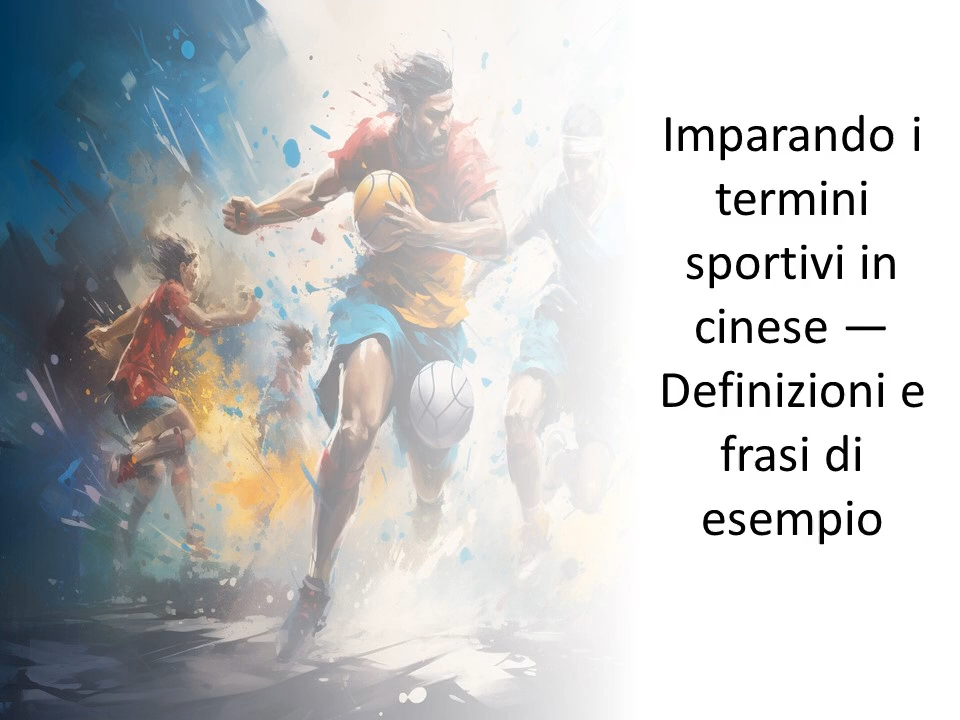 Imparando i
termini
sportivi in
cinese —
Definizioni e
frasi di
esempio